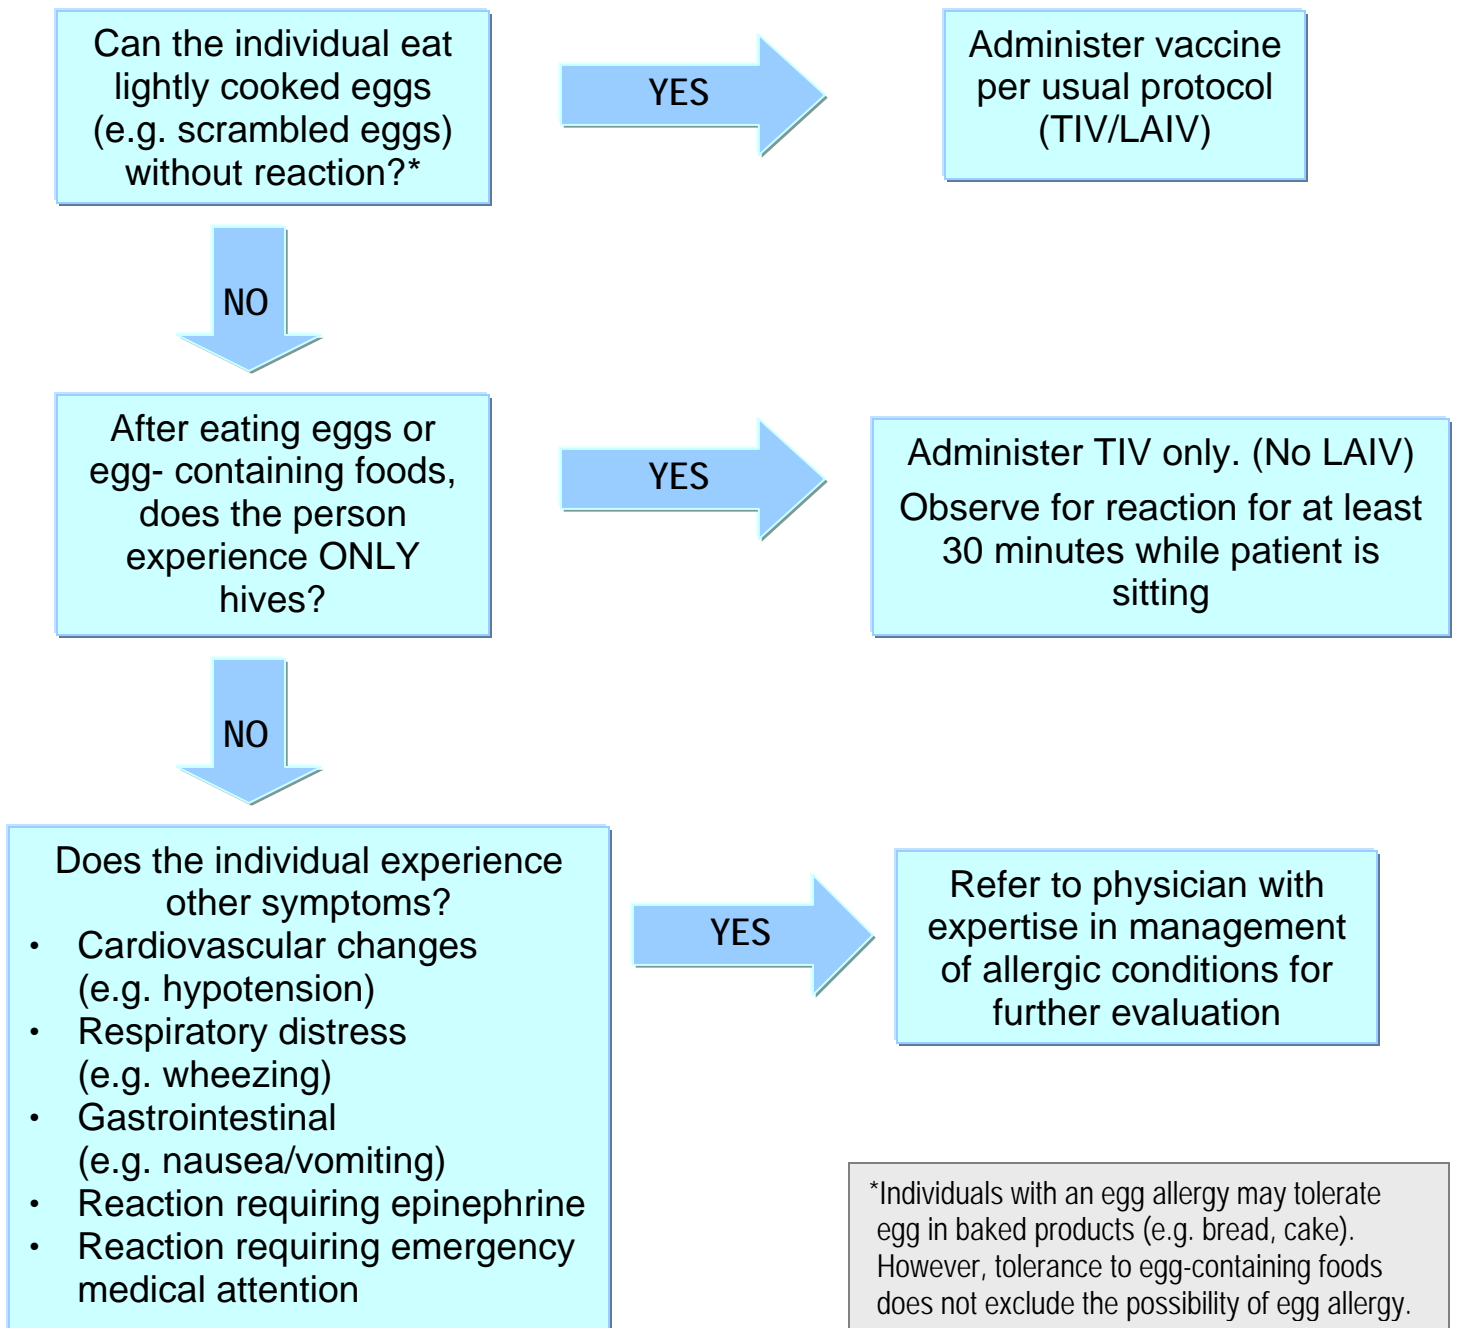 Can the individual eat
lightly cooked eggs
(e.g. scrambled eggs)
without reaction?*
YES
Administer vaccine
per usual protocol
(TIV/LAIV)
NO
After eating eggs or
egg- containing foods,
does the person
experience ONLY
hives?
YES
Administer TIV only. (No LAIV)
Observe for reaction for at least
30 minutes while patient is
sitting
NO
Does the individual experience
other symptoms?
• Cardiovascular changes
(e.g. hypotension)
• Respiratory distress
(e.g. wheezing)
• Gastrointestinal
(e.g. nausea/vomiting)
• Reaction requiring epinephrine
• Reaction requiring emergency
medical attention
YES
Refer to physician with
expertise in management
of allergic conditions for
further evaluation
*Individuals with an egg allergy may tolerate
egg in baked products (e.g. bread, cake).
However, tolerance to egg-containing foods
does not exclude the possibility of egg allergy.